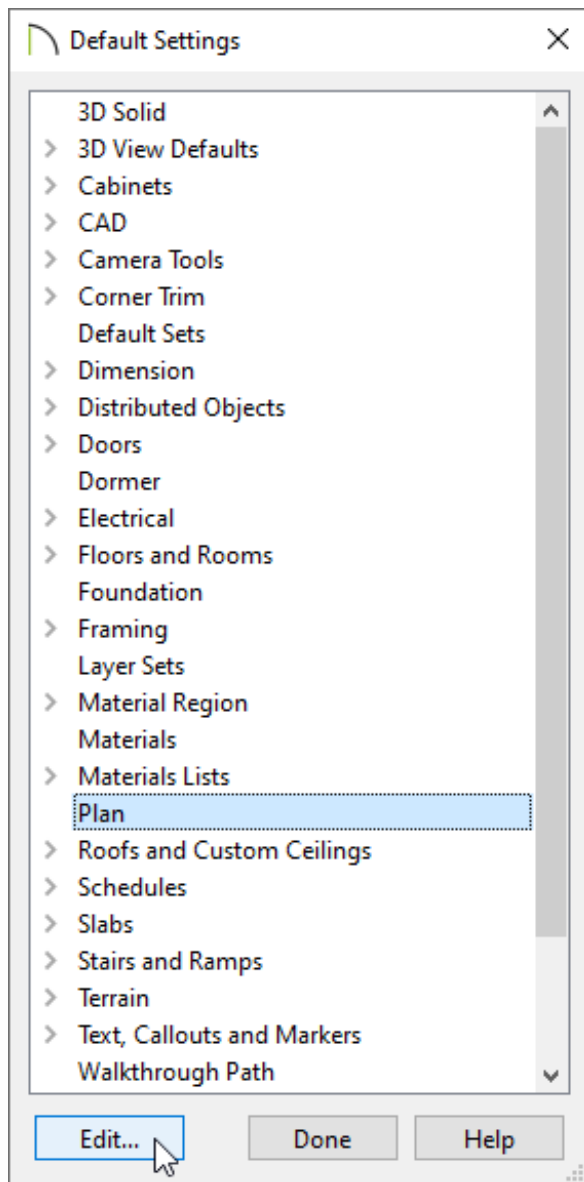 Default Settings
3D Solid
3D View Defaults
Cabinets
CAD
Camera Tools
Corner Trim
Default Sets
Dimension
Distributed Objects
Doors
Dormer
Electrical
Floors and Rooms
Foundation
Framing
Layer Sets
Material Region
Materials
Materials Lists
Plan
Roofs and Custom Ceilings
Schedules
Slabs
Stairs and Ramps
Terrain
Text, Callouts and Markers
Walkthrough Path
Edit... Done Help